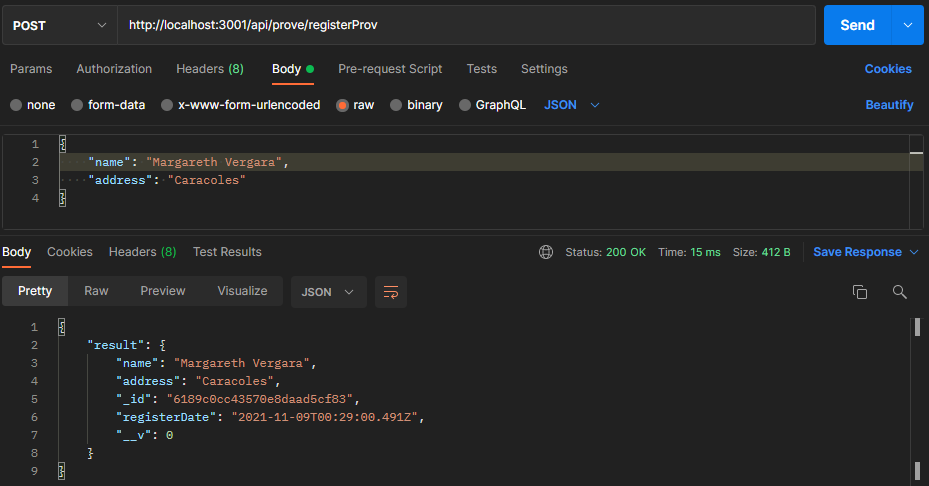 POST http://localhost:3001/api/prove/registerProv Send
Params Authorization Headers (8) Body Pre-request Script Tests Settings Cookies
none form-data x-www-form-urlencoded raw binary GraphQL JSON Beautify
1 {
2 "name": "Margareth Vergara",
3 "address": "Caracoles"
4 }
Body Cookies Headers (8) Test Results Status: 200 OK Time: 15 ms Size: 412 B Save Response
Pretty Raw Preview Visualize JSON
1 {
2 "result": {
3 "name": "Margareth Vergara",
4 "address": "Caracoles",
5 "_id": "6189c0cc43570e8daad5cf83",
6 "registerDate": "2021-11-09T00:29:00.491Z",
7 "__v": 0
8 }
9 }